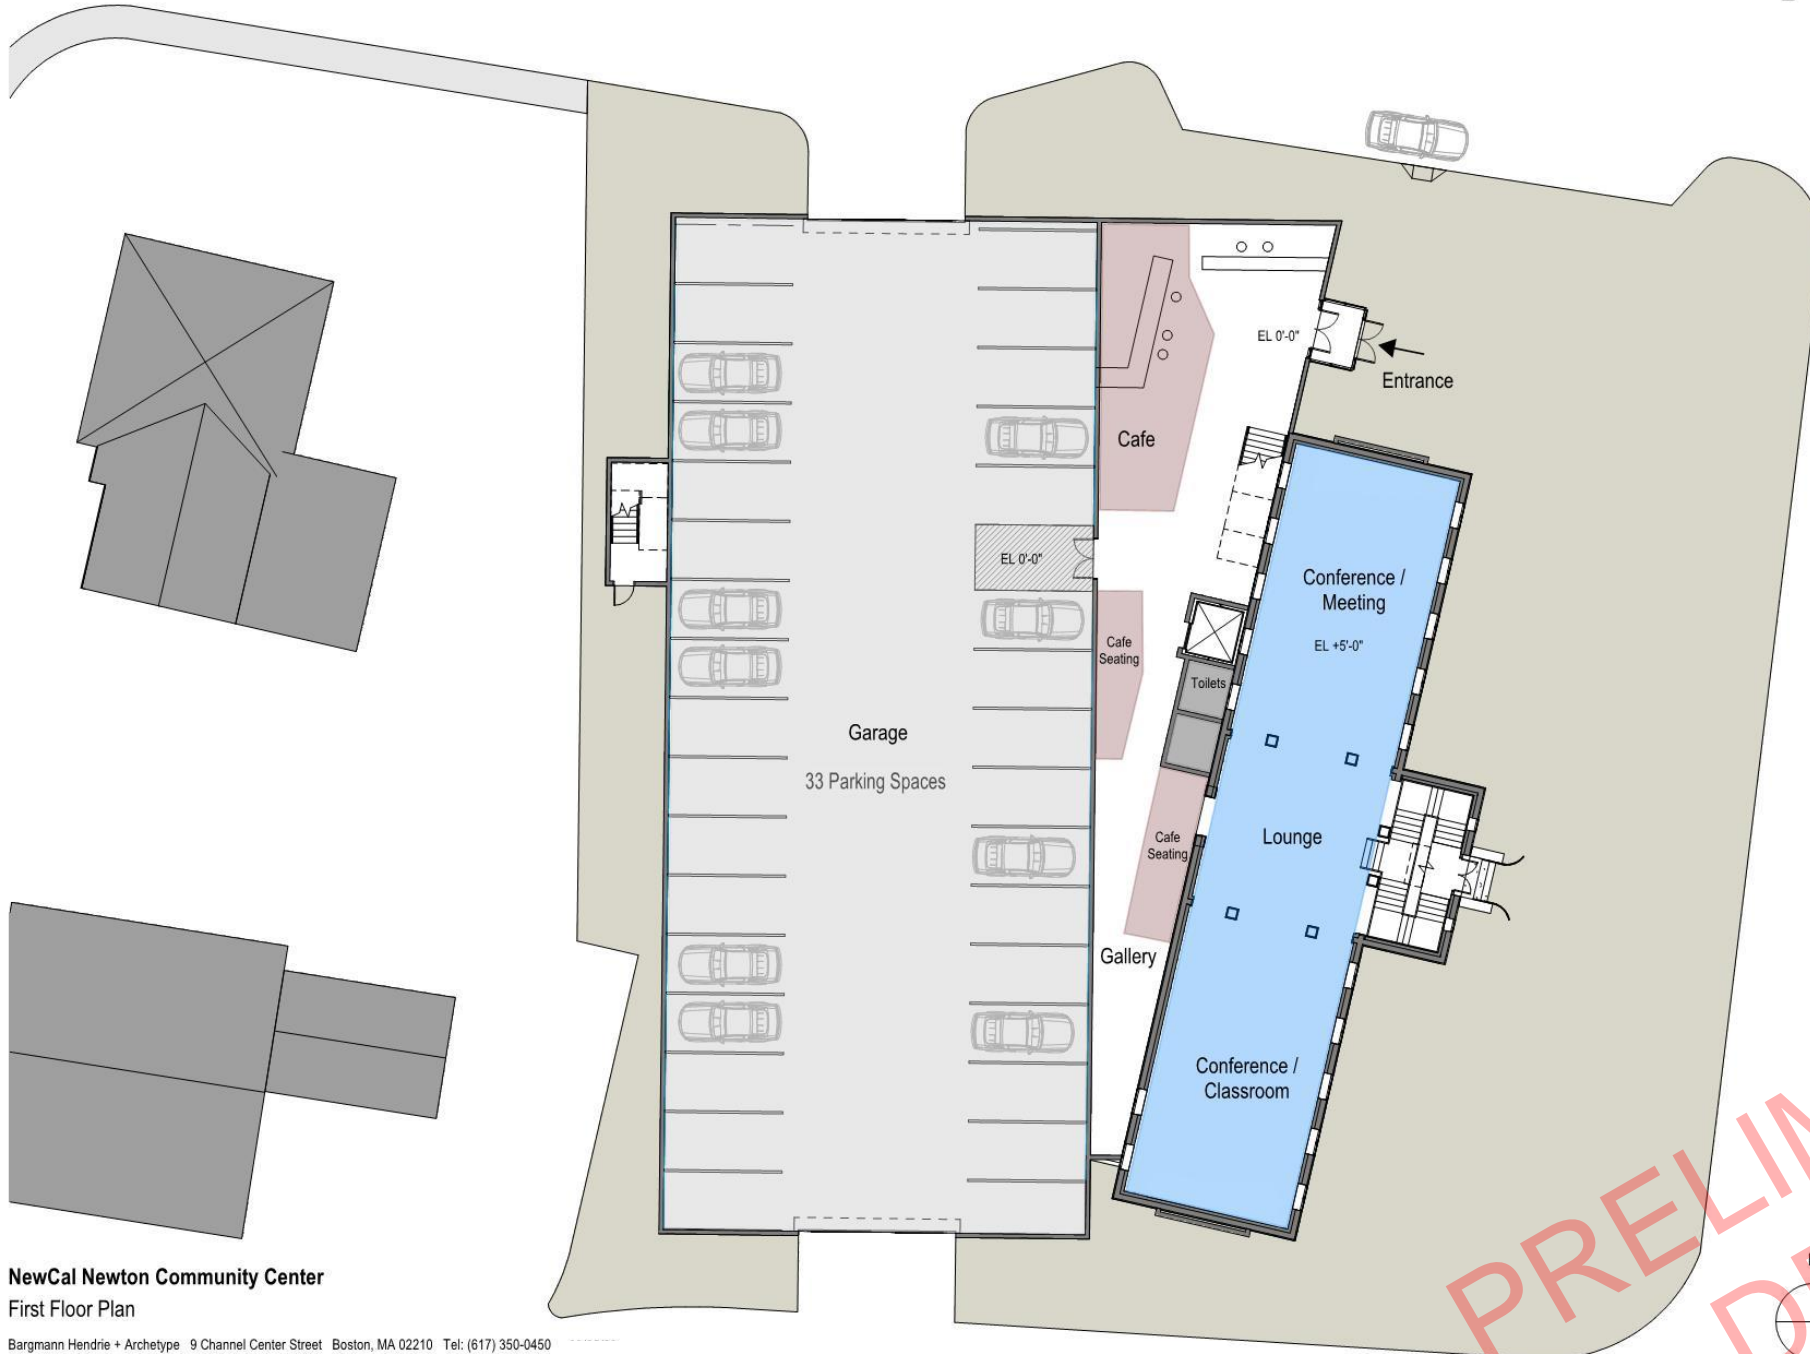 EL 0'-0"
Entrance
Cafe
EL 0'-0"
Conference /
Meeting
EL +5'-0"
Cafe
Seating
Toilets
Garage
33 Parking Spaces
Lounge
Cafe
Seating
Gallery
Conference /
Classroom
NewCal Newton Community Center
First Floor Plan
Bargmann Hendrie + Archetype 9 Channel Center Street Boston, MA 02210 Tel: (617) 350-0450